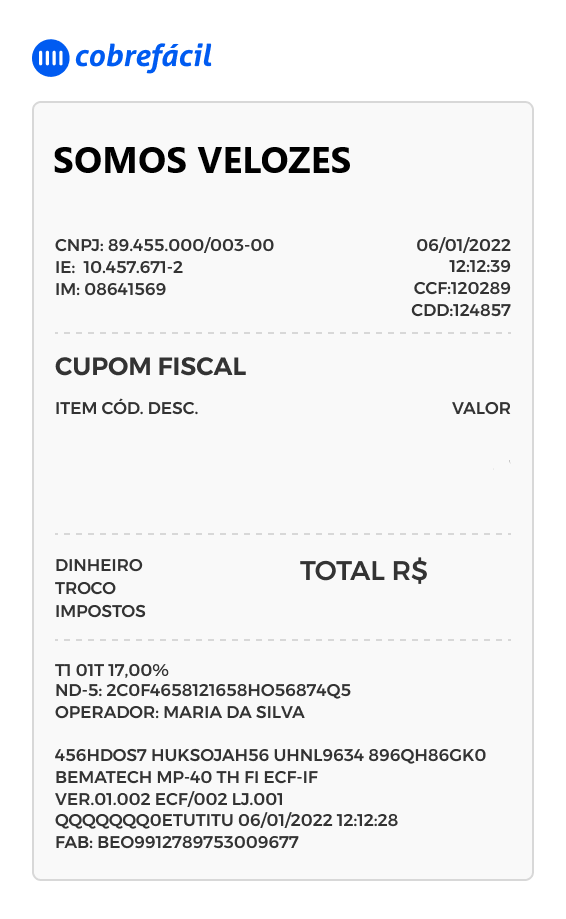 cobrefácil
SOMOS VELOZES
CNPJ: 89.455.000/003-00 06/01/2022
IE: 10.457.671-2 12:12:39
IM: 08641569 CCF:120289
CDD:124857
CUPOM FISCAL
ITEM CÓD. DESC. VALOR
DINHEIRO TOTAL R$
TROCO
IMPOSTOS
T1 01T 17,00%
ND-5: 2C0F4658121658HO56874Q5
OPERADOR: MARIA DA SILVA
456HDOS7 HUKSOJAH56 UHNL9634 896QH86GK0
BEMATECH MP-40 TH FI ECF-IF
VER.01.002 ECF/002 LJ.001
QQQQQQQ0ETUTITU 06/01/2022 12:12:28
FAB: BEO9912789753009677